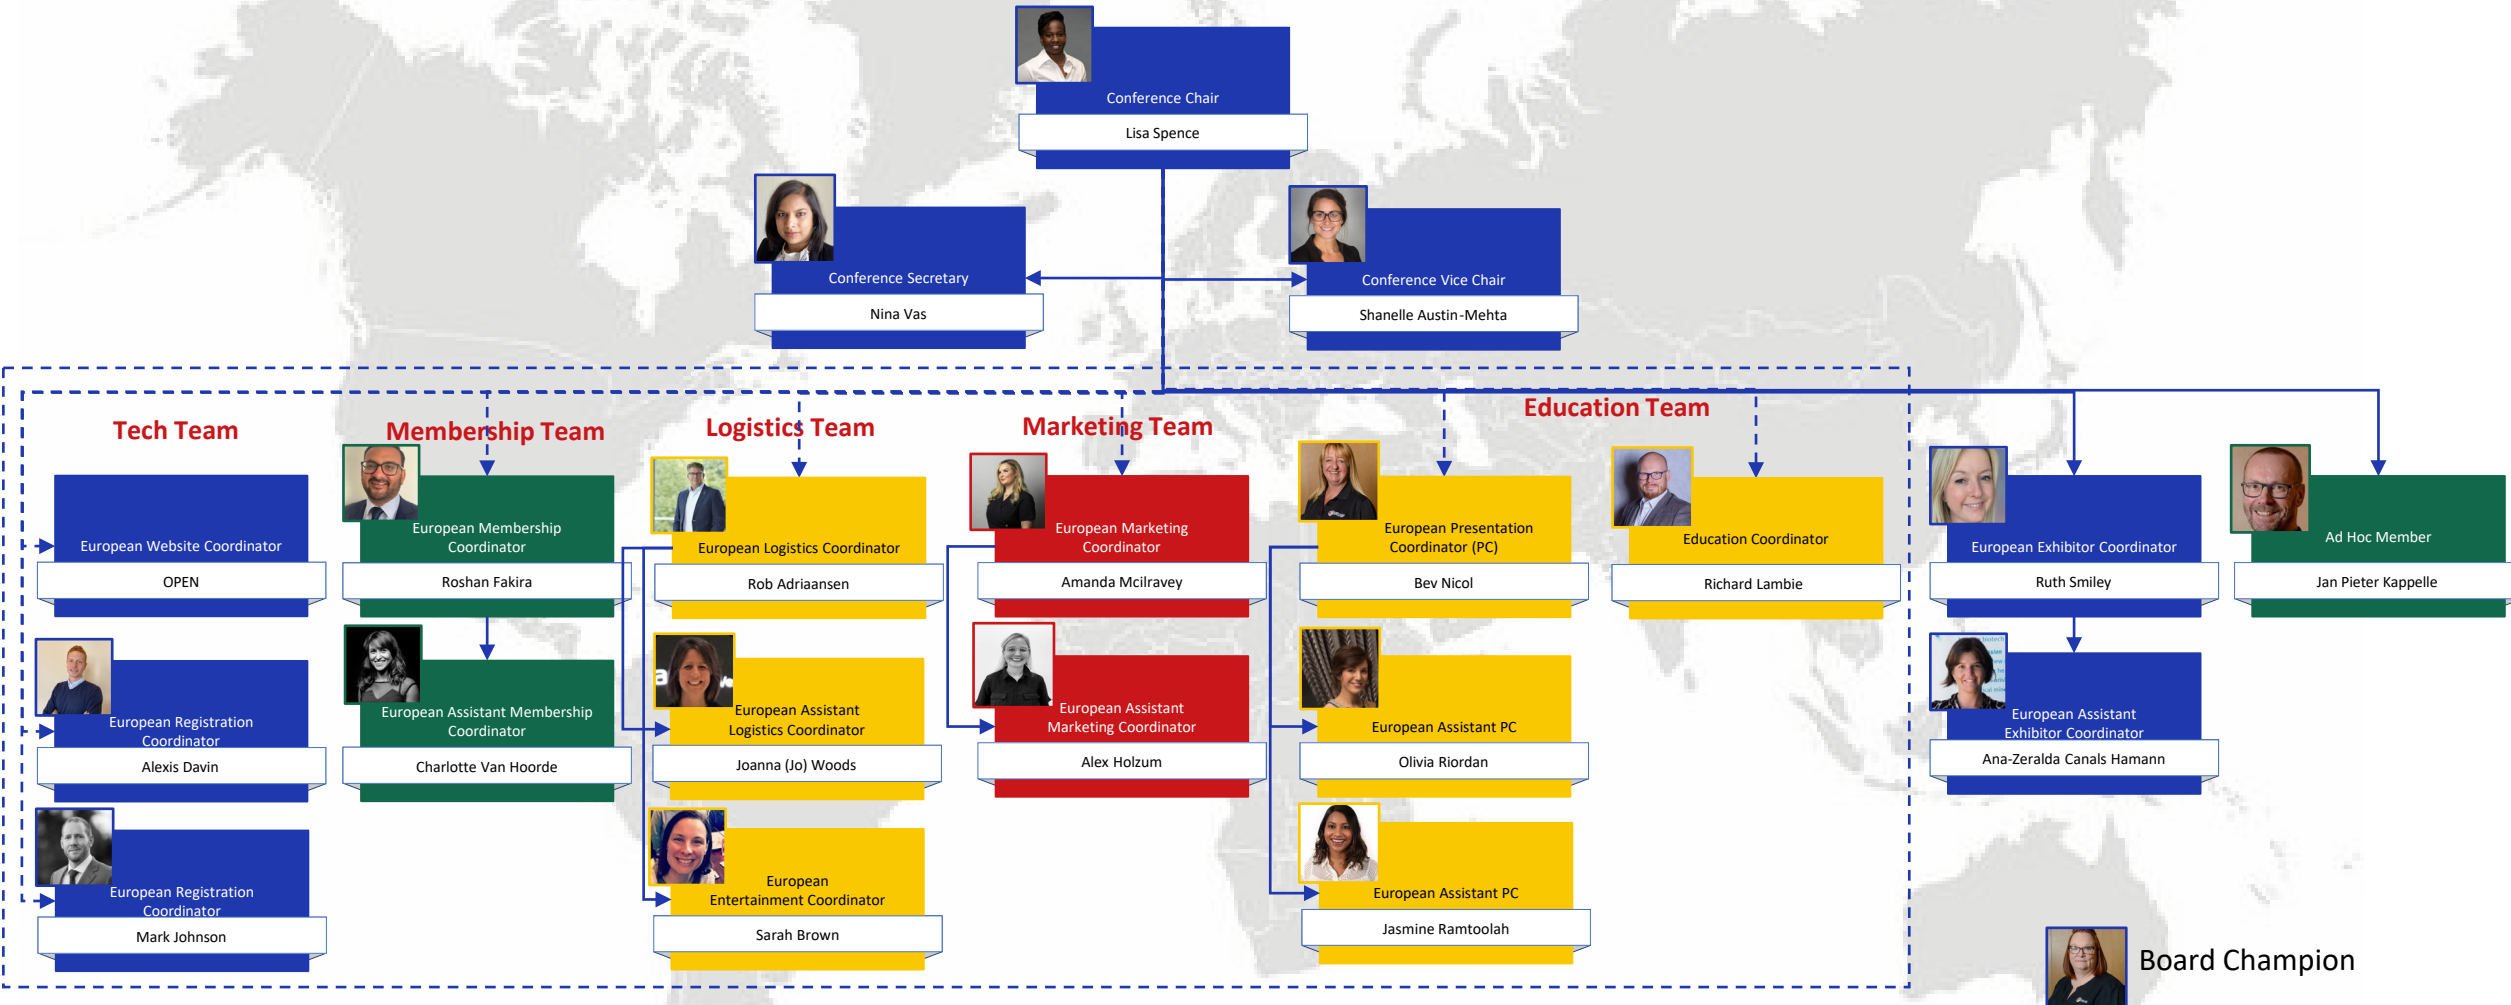 Conference Chair
Lisa Spence
Conference Secretary
Nina Vas
Conference Vice Chair
Shanelle Austin-Mehta
Tech Team
European Website Coordinator
OPEN
European Registration
Coordinator
Alexis Davin
European Registration
Coordinator
Mark Johnson
Membership Team
European Membership
Coordinator
Roshan Fakira
European Assistant Membership
Coordinator
Charlotte Van Hoorde
Logistics Team
European Logistics Coordinator
Rob Adriaansen
European Assistant
Logistics Coordinator
Joanna (Jo) Woods
European
Entertainment Coordinator
Sarah Brown
Marketing Team
European Marketing
Coordinator
Amanda Mcilravey
European Assistant
Marketing Coordinator
Alex Holzum
Education Team
European Presentation
Coordinator (PC)
Bev Nicol
European Assistant PC
Olivia Riordan
European Assistant PC
Jasmine Ramtoolah
Education Coordinator
Richard Lambie
European Exhibitor Coordinator
Ruth Smiley
European Assistant
Exhibitor Coordinator
Ana-Zeralda Canals Hamann
Ad Hoc Member
Jan Pieter Kappelle
Board Champion